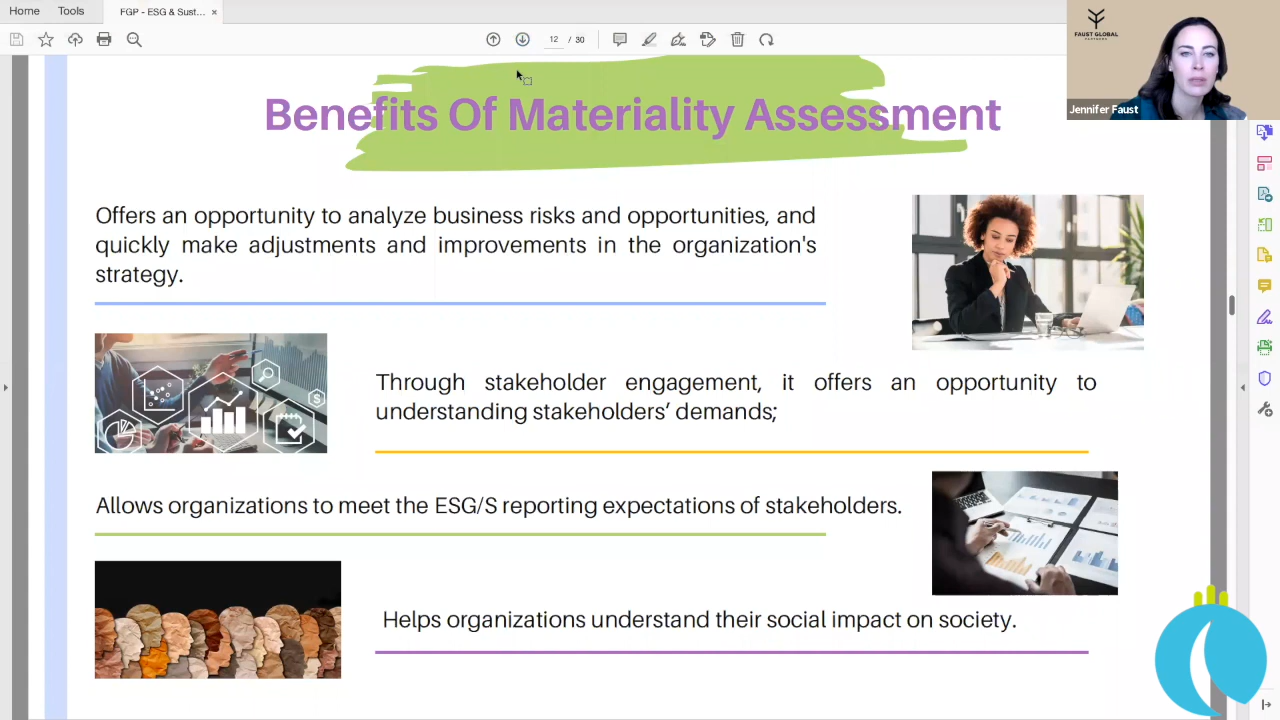 Home Tools FGP - ESG & Sust... ×
12 / 30
FAUST GLOBAL
PARTNERS
Jennifer Faust
Benefits Of Materiality Assessment
Offers an opportunity to analyze business risks and opportunities, and
quickly make adjustments and improvements in the organization's
strategy.
Through stakeholder engagement, it offers an opportunity to
understanding stakeholders’ demands;
Allows organizations to meet the ESG/S reporting expectations of stakeholders.
Helps organizations understand their social impact on society.